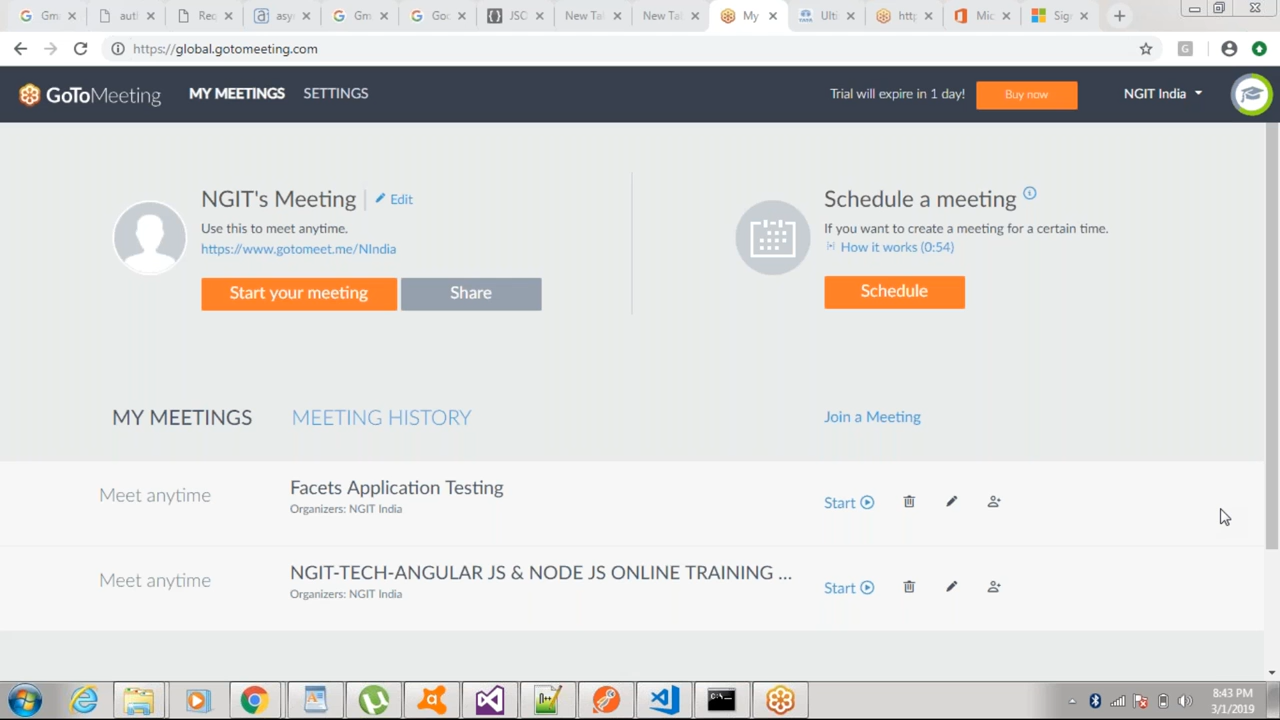 Gm
aut
Rec
asy
Gm
Goo
JSC
New Ta
New Tal
My
Ulti
http
Mic
Sig
https://global.gotomeeting.com
GoToMeeting MY MEETINGS SETTINGS Trial will expire in 1 day! Buy now NGIT India
NGIT's Meeting Edit
Use this to meet anytime.
https://www.gotomeet.me/NIndia
Start your meeting Share
Schedule a meeting
If you want to create a meeting for a certain time.
How it works (0:54)
Schedule
MY MEETINGS MEETING HISTORY Join a Meeting
Meet anytime Facets Application Testing Start
Organizers: NGIT India
Meet anytime NGIT-TECH-ANGULAR JS & NODE JS ONLINE TRAINING ... Start
Organizers: NGIT India
8:43 PM
3/1/2019